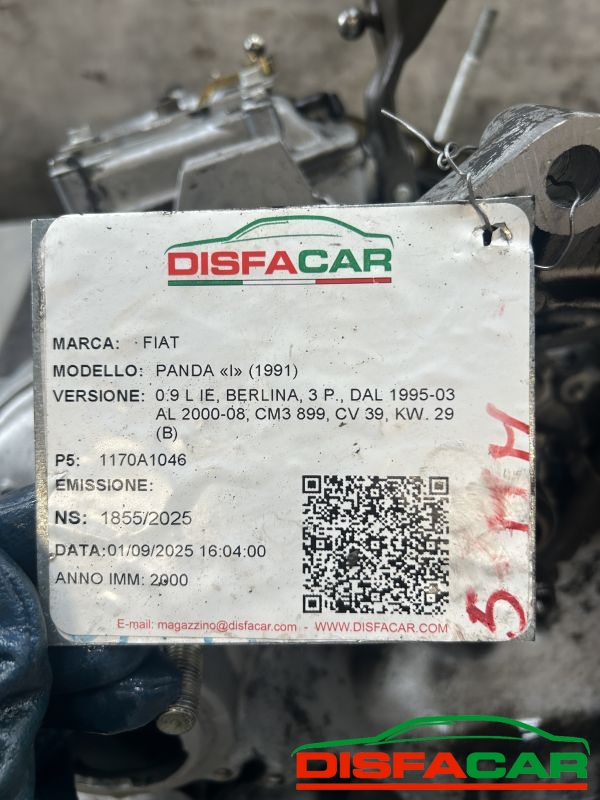 DISFACAR
MARCA: FIAT
MODELLO: PANDA «I» (1991)
VERSIONE: 0.9 L IE, BERLINA, 3 P., DAL 1995-03
AL 2000-08, CM3 899, CV 39, KW. 29
(B)
P5: 1170A1046
EMISSIONE:
NS: 1855/2025
DATA:01/09/2025 16:04:00
ANNO IMM: 2000
E-mail: magazzino@disfacar.com - WWW.DISFACAR.COM
DISFACAR